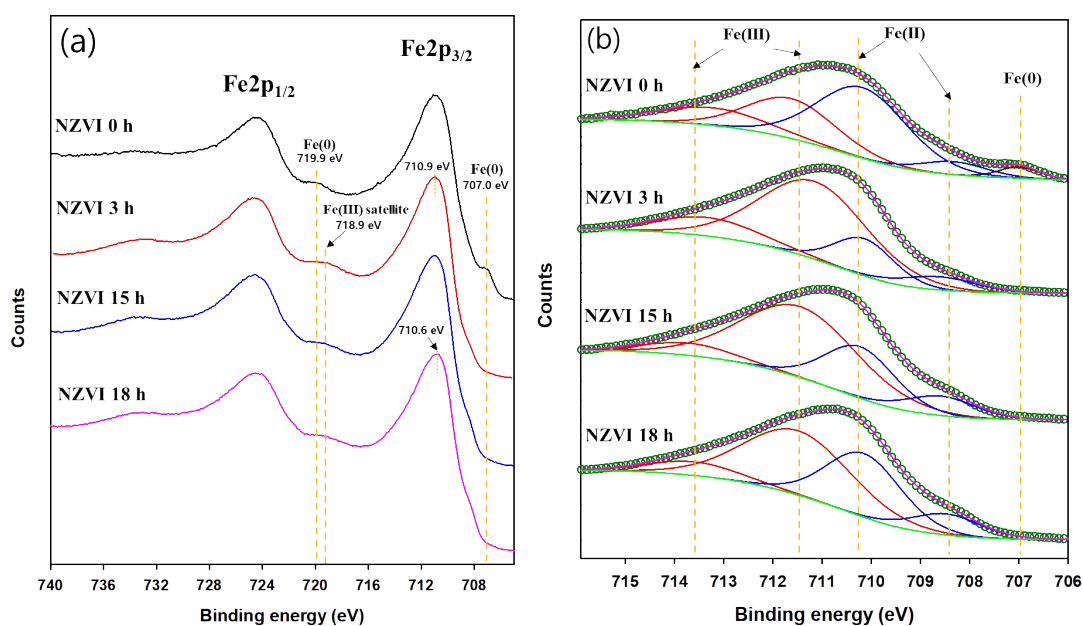 (a)
Fe2p3/2
Fe2p1/2
NZVI 0 h
Fe(0)
719.9 eV
710.9 eV
Fe(0)
707.0 eV
NZVI 3 h
Fe(III) satellite
718.9 eV
NZVI 15 h
710.6 eV
NZVI 18 h
Counts
740 736 732 728 724 720 716 712 708
Binding energy (eV)
(b)
Fe(III)
Fe(II)
Fe(0)
NZVI 0 h
NZVI 3 h
NZVI 15 h
NZVI 18 h
Counts
715 714 713 712 711 710 709 708 707 706
Binding energy (eV)